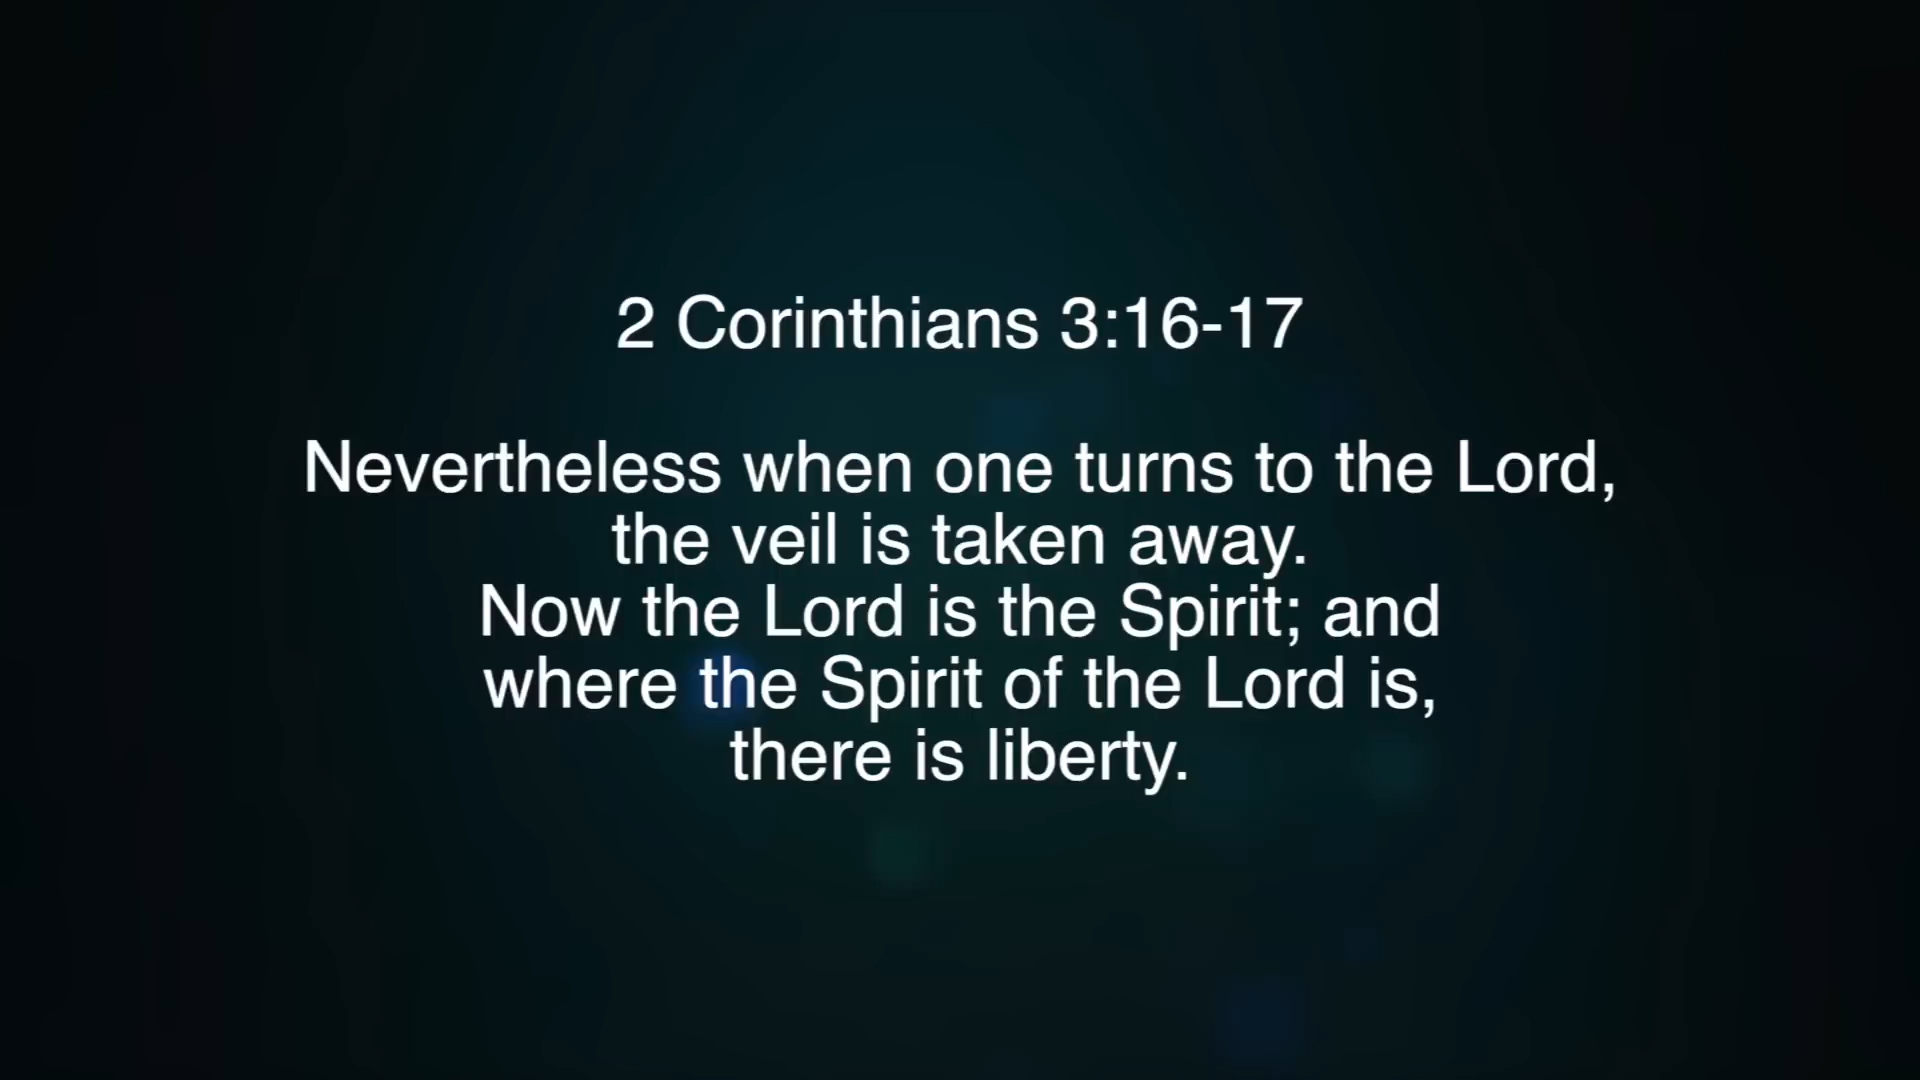 2 Corinthians 3:16-17
Nevertheless when one turns to the Lord,
the veil is taken away.
Now the Lord is the Spirit; and
where the Spirit of the Lord is,
there is liberty.